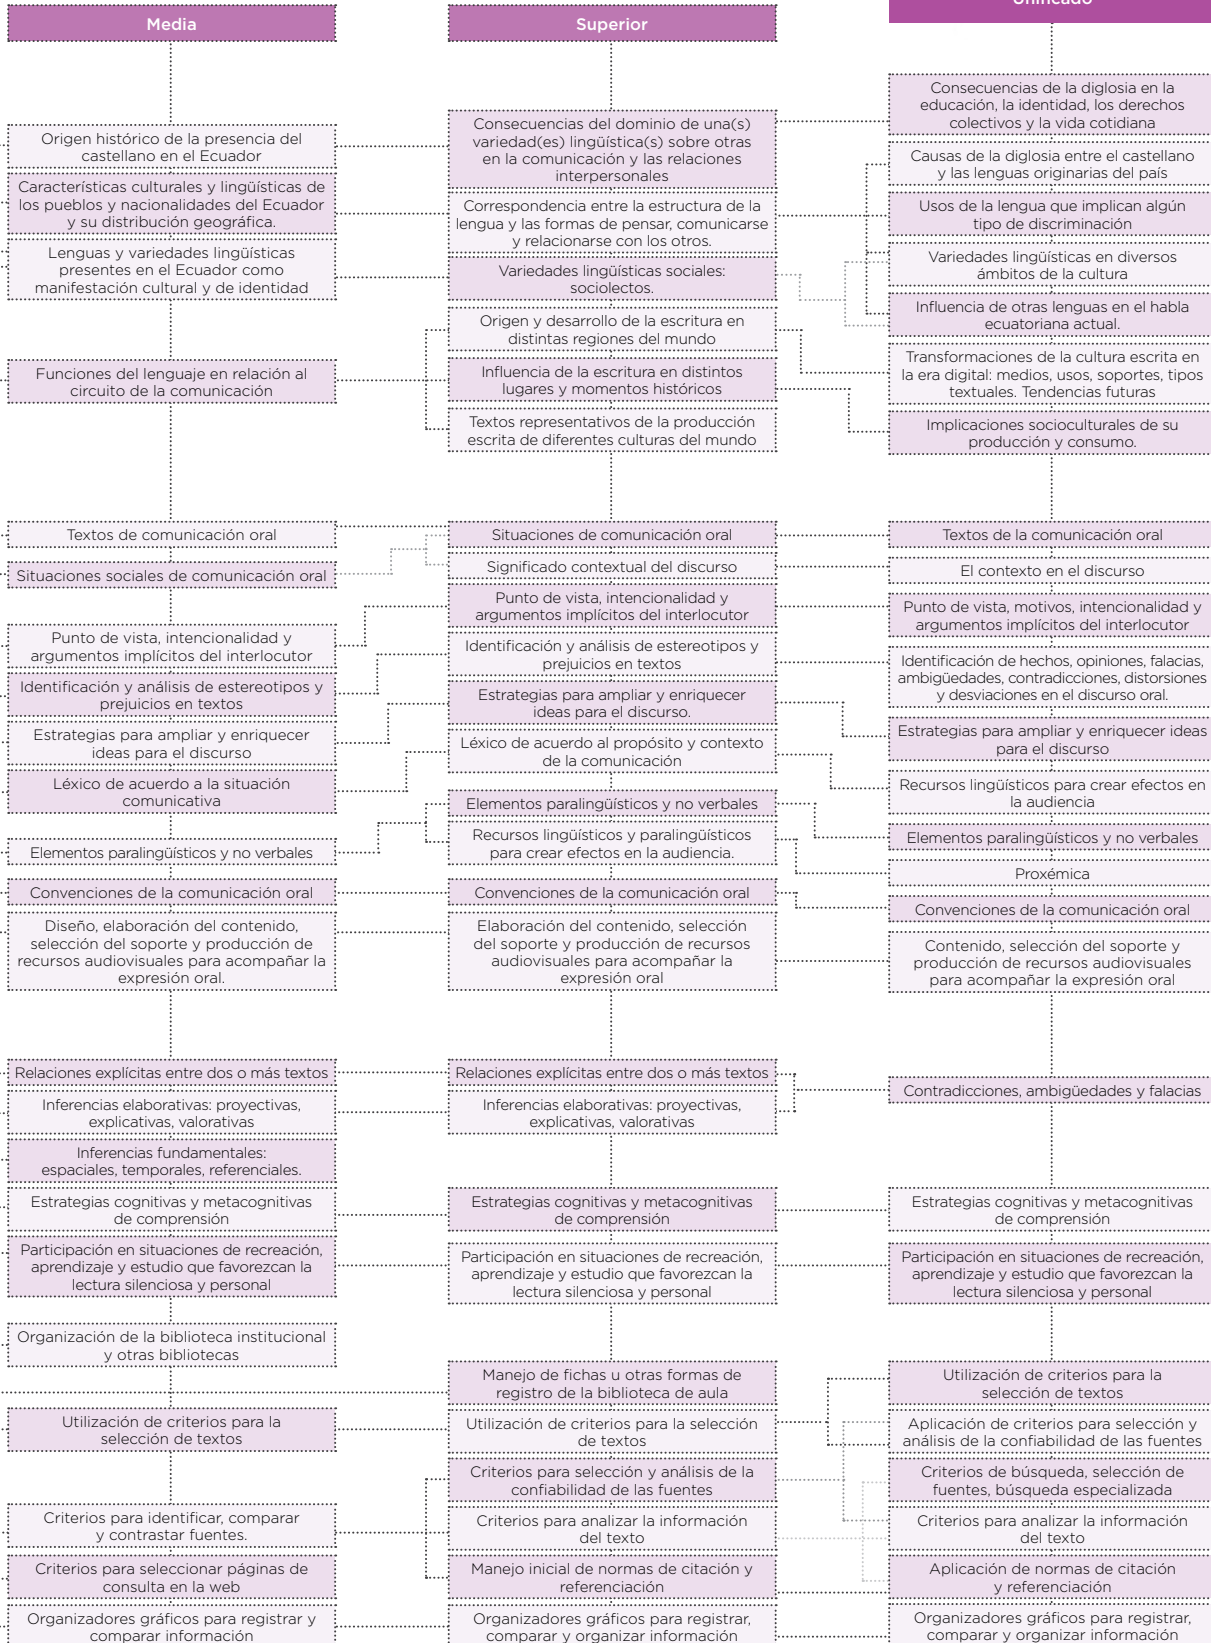 Media
Origen histórico de la presencia del
castellano en el Ecuador
Características culturales y lingüísticas de
los pueblos y nacionalidades del Ecuador
y su distribución geográfica.
Lenguas y variedades lingüísticas
presentes en el Ecuador como
manifestación cultural y de identidad
Funciones del lenguaje en relación al
circuito de la comunicación
Textos de comunicación oral
Situaciones sociales de comunicación oral
Punto de vista, intencionalidad y
argumentos implícitos del interlocutor
Identificación y análisis de estereotipos y
prejuicios en textos
Estrategias para ampliar y enriquecer
ideas para el discurso
Léxico de acuerdo a la situación
comunicativa
Elementos paralingüísticos y no verbales
Convenciones de la comunicación oral
Diseño, elaboración del contenido,
selección del soporte y producción de
recursos audiovisuales para acompañar la
expresión oral.
Relaciones explícitas entre dos o más textos
Inferencias elaborativas: proyectivas,
explicativas, valorativas
Inferencias fundamentales:
espaciales, temporales, referenciales.
Estrategias cognitivas y metacognitivas
de comprensión
Participación en situaciones de recreación,
aprendizaje y estudio que favorezcan la
lectura silenciosa y personal
Organización de la biblioteca institucional
y otras bibliotecas
Utilización de criterios para la
selección de textos
Criterios para identificar, comparar
y contrastar fuentes.
Criterios para seleccionar páginas de
consulta en la web
Organizadores gráficos para registrar y
comparar información
Superior
Consecuencias del dominio de una(s)
variedad(es) lingüística(s) sobre otras
en la comunicación y las relaciones
interpersonales
Correspondencia entre la estructura de la
lengua y las formas de pensar, comunicarse
y relacionarse con los otros.
Variedades lingüísticas sociales:
sociolectos.
Origen y desarrollo de la escritura en
distintas regiones del mundo
Influencia de la escritura en distintos
lugares y momentos históricos
Textos representativos de la producción
escrita de diferentes culturas del mundo
Situaciones de comunicación oral
Significado contextual del discurso
Punto de vista, intencionalidad y
argumentos implícitos del interlocutor
Identificación y análisis de estereotipos y
prejuicios en textos
Estrategias para ampliar y enriquecer
ideas para el discurso.
Léxico de acuerdo al propósito y contexto
de la comunicación
Elementos paralingüísticos y no verbales
Recursos lingüísticos y paralingüísticos
para crear efectos en la audiencia.
Convenciones de la comunicación oral
Elaboración del contenido, selección
del soporte y producción de recursos
audiovisuales para acompañar la
expresión oral
Relaciones explícitas entre dos o más textos
Inferencias elaborativas: proyectivas,
explicativas, valorativas
Estrategias cognitivas y metacognitivas
de comprensión
Participación en situaciones de recreación,
aprendizaje y estudio que favorezcan la
lectura silenciosa y personal
Manejo de fichas u otras formas de
registro de la biblioteca de aula
Utilización de criterios para la selección
de textos
Criterios para selección y análisis de la
confiabilidad de las fuentes
Criterios para analizar la información
del texto
Manejo inicial de normas de citación y
referenciación
Organizadores gráficos para registrar,
comparar y organizar información
Unificado
Consecuencias de la diglosia en la
educación, la identidad, los derechos
colectivos y la vida cotidiana
Causas de la diglosia entre el castellano
y las lenguas originarias del país
Usos de la lengua que implican algún
tipo de discriminación
Variedades lingüísticas en diversos
ámbitos de la cultura
Influencia de otras lenguas en el habla
ecuatoriana actual.
Transformaciones de la cultura escrita en
la era digital: medios, usos, soportes, tipos
textuales. Tendencias futuras
Implicaciones socioculturales de su
producción y consumo.
Textos de la comunicación oral
El contexto en el discurso
Punto de vista, motivos, intencionalidad y
argumentos implícitos del interlocutor
Identificación de hechos, opiniones, falacias,
ambigüedades, contradicciones, distorsiones
y desviaciones en el discurso oral.
Estrategias para ampliar y enriquecer ideas
para el discurso
Recursos lingüísticos para crear efectos en
la audiencia
Elementos paralingüísticos y no verbales
Proxémica
Convenciones de la comunicación oral
Contenido, selección del soporte y
producción de recursos audiovisuales
para acompañar la expresión oral
Contradicciones, ambigüedades y falacias
Estrategias cognitivas y metacognitivas
de comprensión
Participación en situaciones de recreación,
aprendizaje y estudio que favorezcan la
lectura silenciosa y personal
Utilización de criterios para la
selección de textos
Aplicación de criterios para selección y
análisis de la confiabilidad de las fuentes
Criterios de búsqueda, selección de
fuentes, búsqueda especializada
Criterios para analizar la información
del texto
Aplicación de normas de citación
y referenciación
Organizadores gráficos para registrar,
comparar y organizar información